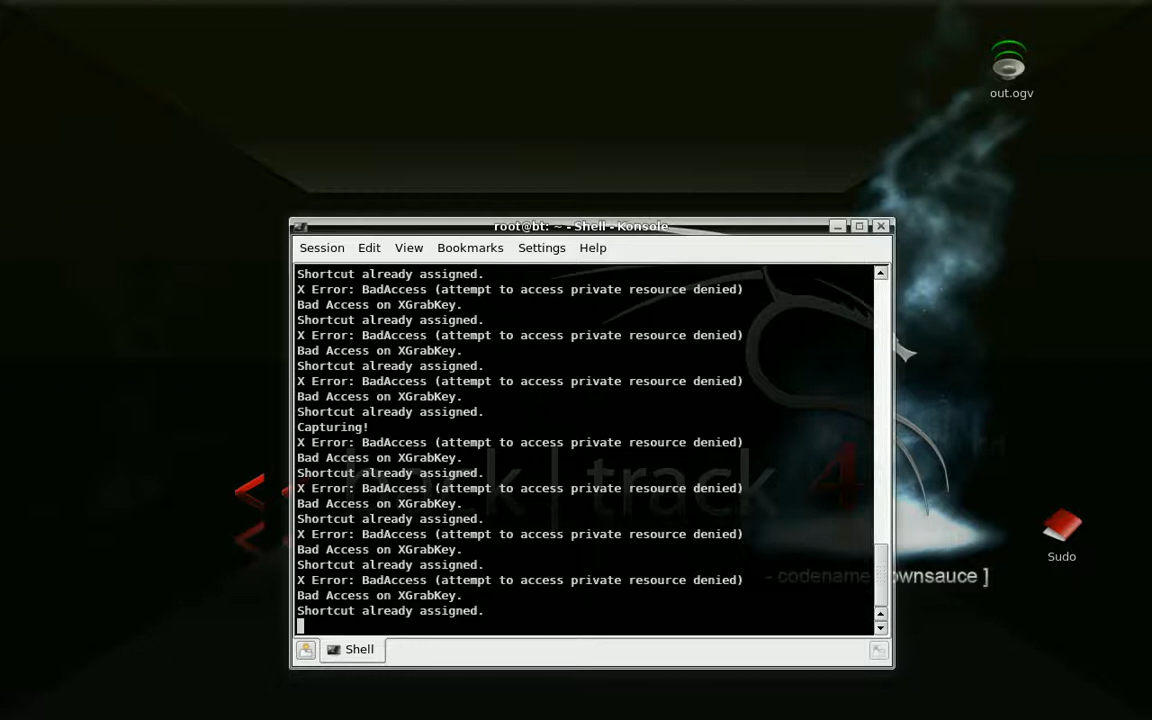 out.ogv
root@bt: ~ - Shell - Konsole
Session Edit View Bookmarks Settings Help
Shortcut already assigned.
X Error: BadAccess (attempt to access private resource denied)
Bad Access on XGrabKey.
Shortcut already assigned.
X Error: BadAccess (attempt to access private resource denied)
Bad Access on XGrabKey.
Shortcut already assigned.
X Error: BadAccess (attempt to access private resource denied)
Bad Access on XGrabKey.
Shortcut already assigned.
Capturing!
X Error: BadAccess (attempt to access private resource denied)
Bad Access on XGrabKey.
Shortcut already assigned.
X Error: BadAccess (attempt to access private resource denied)
Bad Access on XGrabKey.
Shortcut already assigned.
X Error: BadAccess (attempt to access private resource denied)
Bad Access on XGrabKey.
Shortcut already assigned.
X Error: BadAccess (attempt to access private resource denied)
Bad Access on XGrabKey.
Shortcut already assigned.
back | track 4
Sudo
- codename pwnsauce ]
Shell